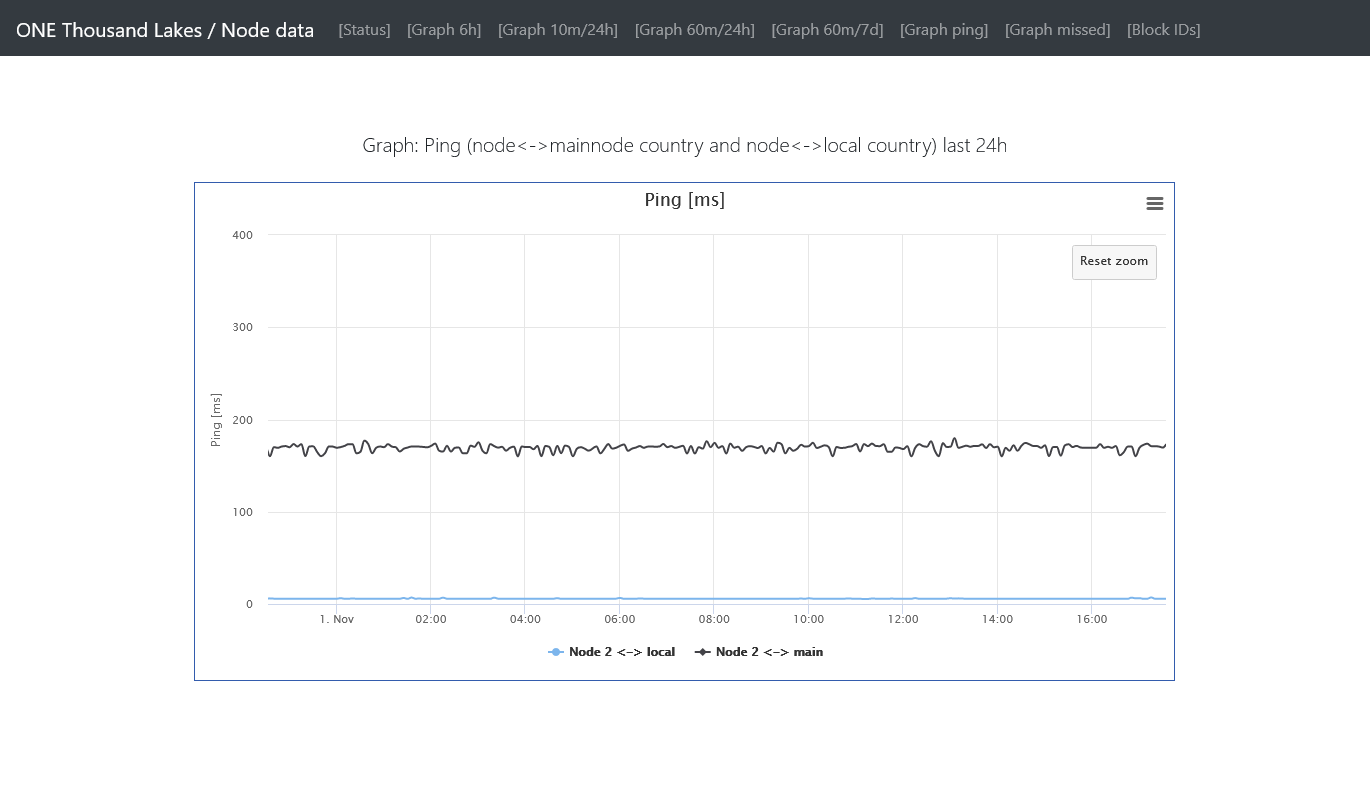 ONE Thousand Lakes / Node data [Status] [Graph 6h] [Graph 10m/24h] [Graph 60m/24h] [Graph 60m/7d] [Graph ping] [Graph missed] [Block IDs]
Graph: Ping (node<->mainnode country and node<->local country) last 24h
Ping [ms]
Reset zoom
Ping [ms]
400
300
200
100
0
1. Nov 02:00 04:00 06:00 08:00 10:00 12:00 14:00 16:00
Node 2 <-> local Node 2 <-> main